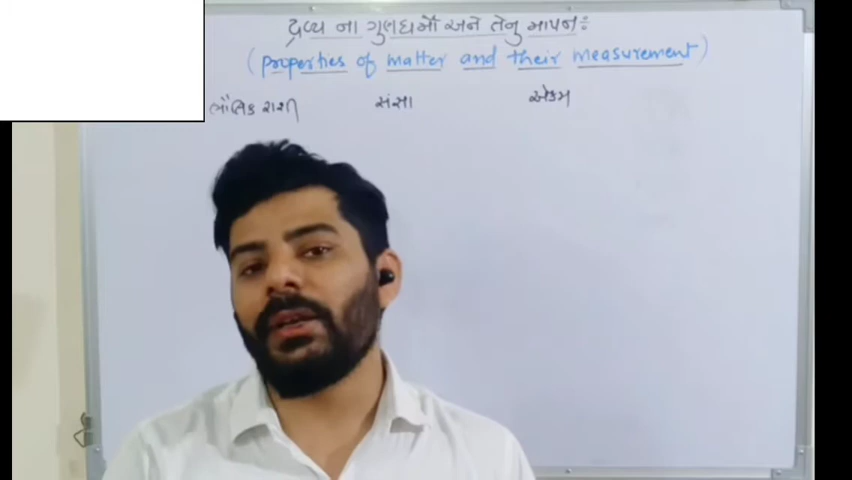 દ્રવ્ય ના ગુણધર્મો અને તેનુ માપન:
(properties of matter and their measurement)
ભૌતિક રાશી સંજ્ઞા એકમ